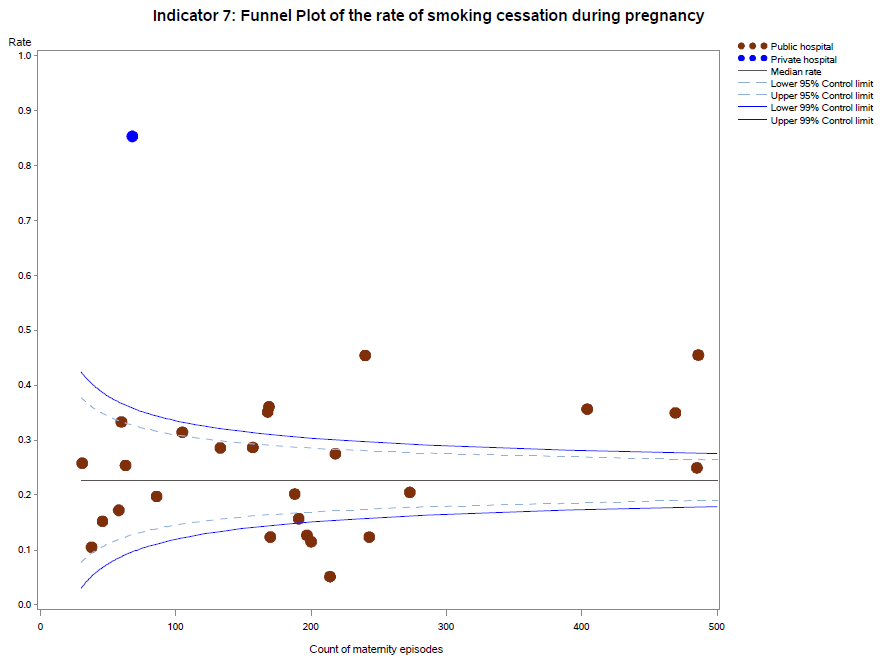 Indicator 7: Funnel Plot of the rate of smoking cessation during pregnancy
Rate
Public hospital
Private hospital
Median rate
Lower 95% Control limit
Upper 95% Control limit
Lower 99% Control limit
Upper 99% Control limit
1.0
0.9
0.8
0.7
0.6
0.5
0.4
0.3
0.2
0.1
0.0
0 100 200 300 400 500
Count of maternity episodes